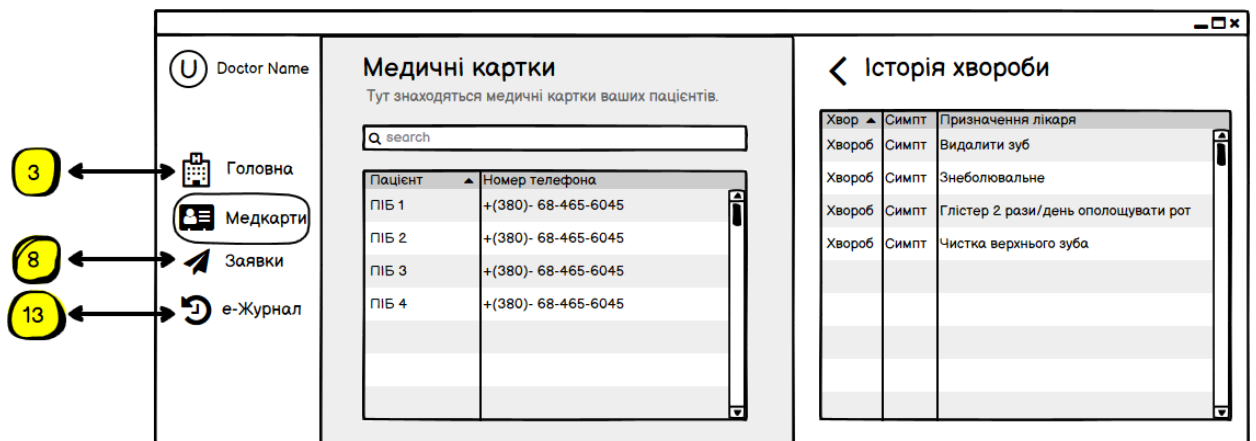 U Doctor Name
3 Головна
Медкарти
8 Заявки
13 е-Журнал
Медичні картки
Тут знаходяться медичні картки ваших пацієнтів.
search
Пацієнт Номер телефона
ПІБ 1 +(380)- 68-465-6045
ПІБ 2 +(380)- 68-465-6045
ПІБ 3 +(380)- 68-465-6045
ПІБ 4 +(380)- 68-465-6045
Історія хвороби
Хвор Симпт Призначення лікаря
Хвороб Симпт Видалити зуб
Хвороб Симпт Знеболювальне
Хвороб Симпт Глістер 2 рази/день ополощувати рот
Хвороб Симпт Чистка верхнього зуба